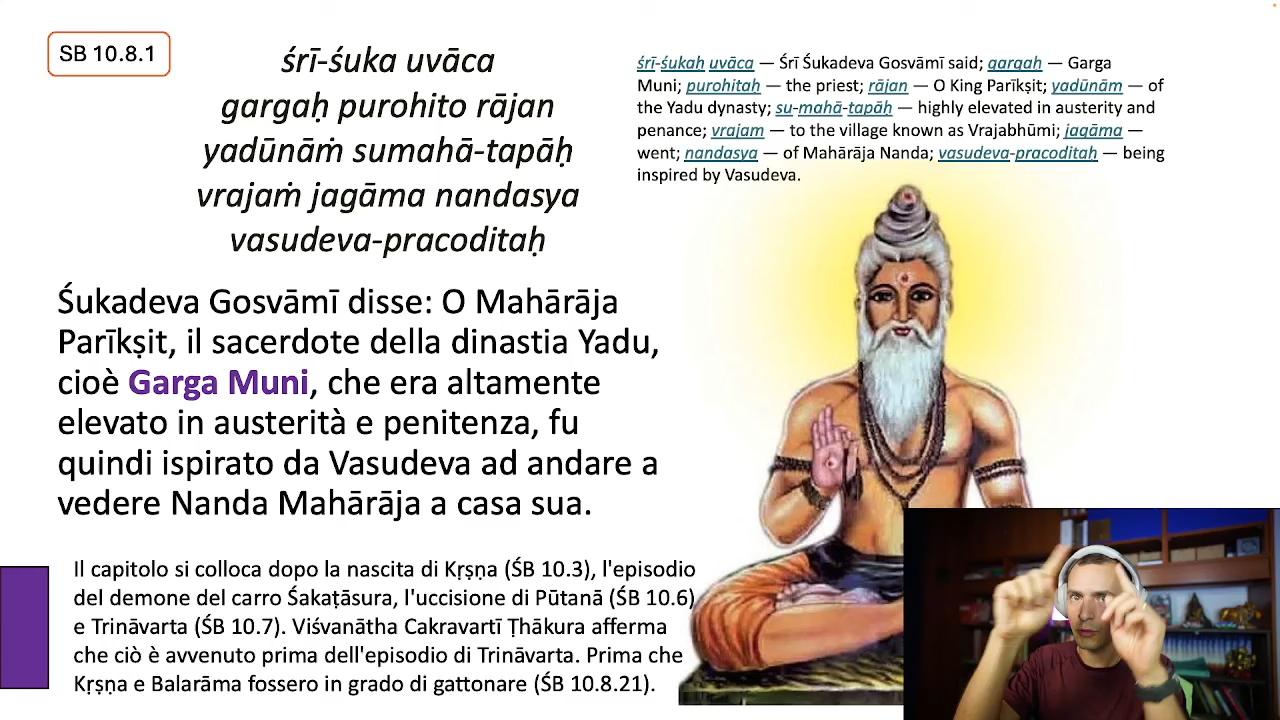 SB 10.8.1
śrī-śuka uvāca
gargaḥ purohito rājan
yadūnāṁ sumahā-tapāḥ
vrajaṁ jagāma nandasya
vasudeva-pracoditaḥ
śrī-śukaḥ uvāca — Śrī Śukadeva Gosvāmī said; gargaḥ — Garga
Muni; purohitaḥ — the priest; rājan — O King Parīkṣit; yadūnām — of
the Yadu dynasty; su-mahā-tapāḥ — highly elevated in austerity and
penance; vrajam — to the village known as Vrajabhūmi; jagāma —
went; nandasya — of Mahārāja Nanda; vasudeva-pracoditaḥ — being
inspired by Vasudeva.
Śukadeva Gosvāmī disse: O Mahārāja
Parīkṣit, il sacerdote della dinastia Yadu,
cioè Garga Muni, che era altamente
elevato in austerità e penitenza, fu
quindi ispirato da Vasudeva ad andare a
vedere Nanda Mahārāja a casa sua.
Il capitolo si colloca dopo la nascita di Kṛṣṇa (ŚB 10.3), l'episodio
del demone del carro Śakaṭāsura, l'uccisione di Pūtanā (ŚB 10.6)
e Trināvarta (ŚB 10.7). Viśvanātha Cakravartī Ṭhākura afferma
che ciò è avvenuto prima dell'episodio di Trināvarta. Prima che
Kṛṣṇa e Balarāma fossero in grado di gattonare (ŚB 10.8.21).